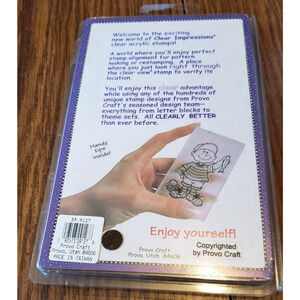 Welcome to the exciting
new world of Clear Impressions®
clear acrylic stamps!
A world where you'll enjoy perfect
stamp alignment for pattern
making or restamping. A place
where you just look right through
the clear view stamp to verify its
location.
You'll enjoy this clear advantage
while using any of the hundreds of
unique stamp designs from Provo
Craft's seasoned design team—
everything from letter blocks to
theme sets. All CLEARLY BETTER
than ever before.
Handy
tips
inside!
Enjoy yourself!
33-9127
Provo Craft
Provo, Utah 84606
MADE IN TAIWAN
Provo Craft
Provo, Utah 84606
Copyrighted
by Provo Craft